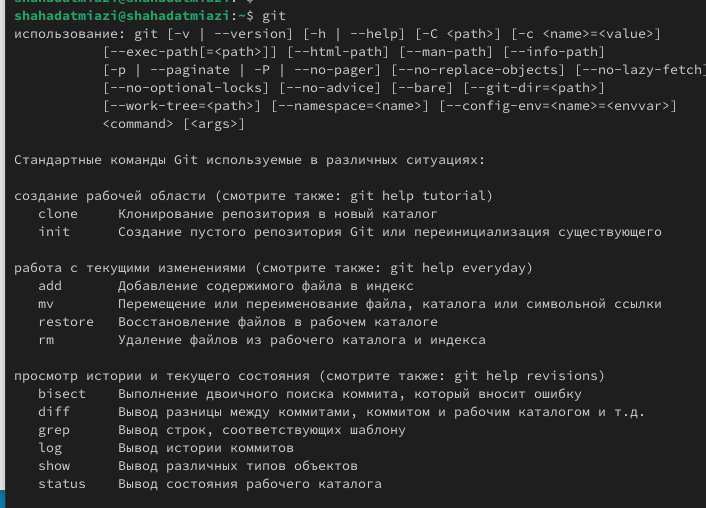 shahadatmiazi@shahadatmiazi:~$ git
использование: git [-v | --version] [-h | --help] [-C <path>] [-c <name>=<value>]
           [--exec-path[=<path>]] [--html-path] [--man-path] [--info-path]
           [-p | --paginate | -P | --no-pager] [--no-replace-objects] [--no-lazy-fetch]
           [--no-optional-locks] [--no-advice] [--bare] [--git-dir=<path>]
           [--work-tree=<path>] [--namespace=<name>] [--config-env=<name>=<envvar>]
           <command> [<args>]

Стандартные команды Git используемые в различных ситуациях:

создание рабочей области (смотрите также: git help tutorial)
   clone     Клонирование репозитория в новый каталог
   init      Создание пустого репозитория Git или переинициализация существующего

работа с текущими изменениями (смотрите также: git help everyday)
   add       Добавление содержимого файла в индекс
   mv        Перемещение или переименование файла, каталога или символьной ссылки
   restore   Восстановление файлов в рабочем каталоге
   rm        Удаление файлов из рабочего каталога и индекса

просмотр истории и текущего состояния (смотрите также: git help revisions)
   bisect    Выполнение двоичного поиска коммита, который вносит ошибку
   diff      Вывод разницы между коммитами, коммитом и рабочим каталогом и т.д.
   grep      Вывод строк, соответствующих шаблону
   log       Вывод истории коммитов
   show      Вывод различных типов объектов
   status    Вывод состояния рабочего каталога